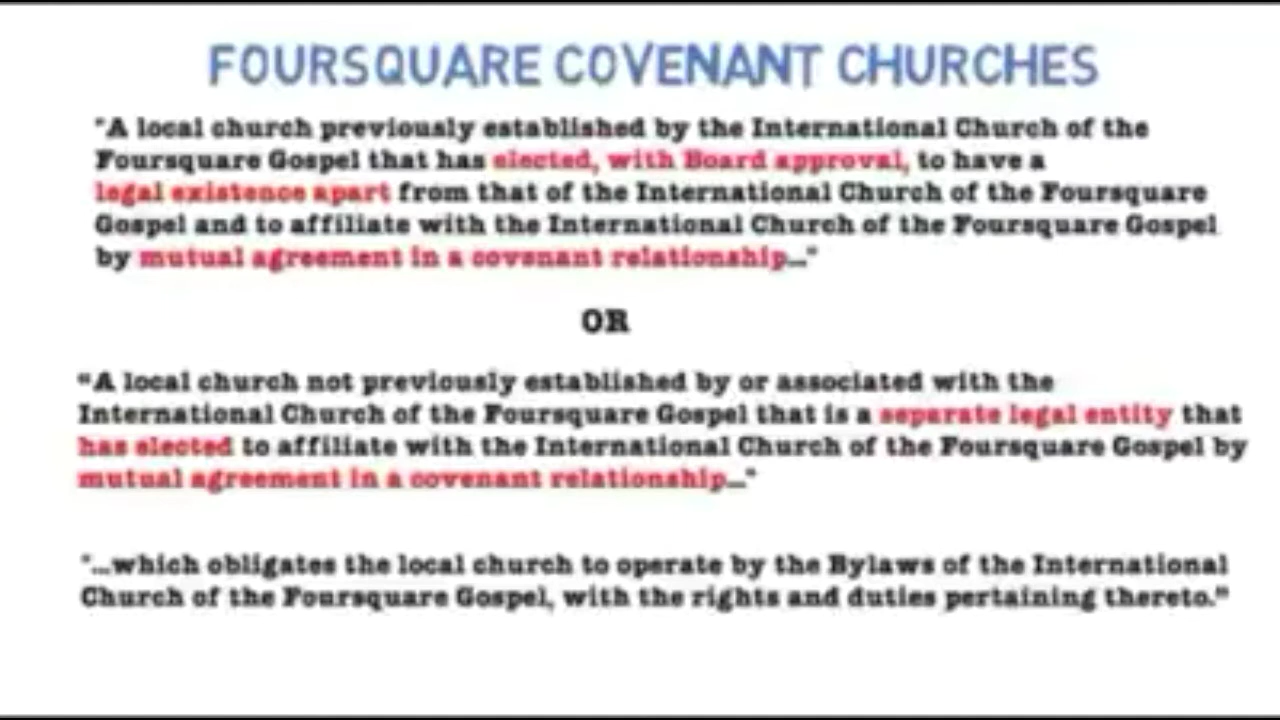 FOURSQUARE COVENANT CHURCHES
"A local church previously established by the International Church of the
Foursquare Gospel that has elected, with Board approval, to have a
legal existence apart from that of the International Church of the Foursquare
Gospel and to affiliate with the International Church of the Foursquare Gospel
by mutual agreement in a covenant relationship..."
OR
“A local church not previously established by or associated with the
International Church of the Foursquare Gospel that is a separate legal entity that
has elected to affiliate with the International Church of the Foursquare Gospel by
mutual agreement in a covenant relationship..."
"...which obligates the local church to operate by the Bylaws of the International
Church of the Foursquare Gospel, with the rights and duties pertaining thereto.”